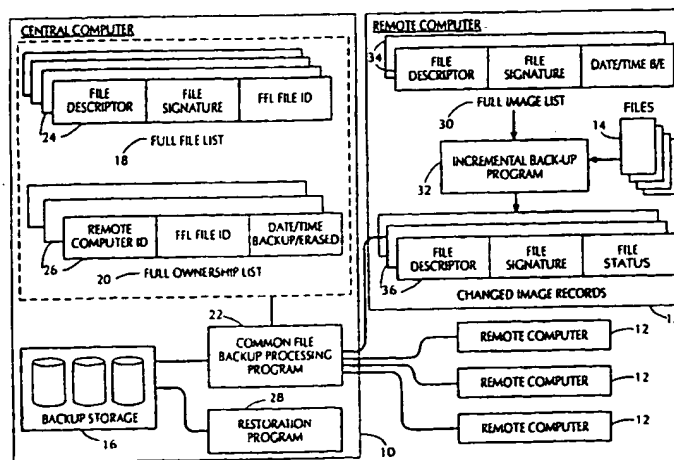 CENTRAL COMPUTER
FILE DESCRIPTOR
FILE SIGNATURE
FFL FILE ID
24
FULL FILE LIST
18
REMOTE COMPUTER ID
FFL FILE ID
DATE/TIME BACKUP/ERASED
26
20
FULL OWNERSHIP LIST
22
COMMON FILE BACKUP PROCESSING PROGRAM
BACKUP STORAGE
16
28
RESTORATION PROGRAM
10
REMOTE COMPUTER
34
FILE DESCRIPTOR
FILE SIGNATURE
DATE/TIME B/E
30
FULL IMAGE LIST
14
FILES
32
INCREMENTAL BACK-UP PROGRAM
FILE DESCRIPTOR
FILE SIGNATURE
FILE STATUS
36
CHANGED IMAGE RECORDS
REMOTE COMPUTER
12
REMOTE COMPUTER
12
REMOTE COMPUTER
12